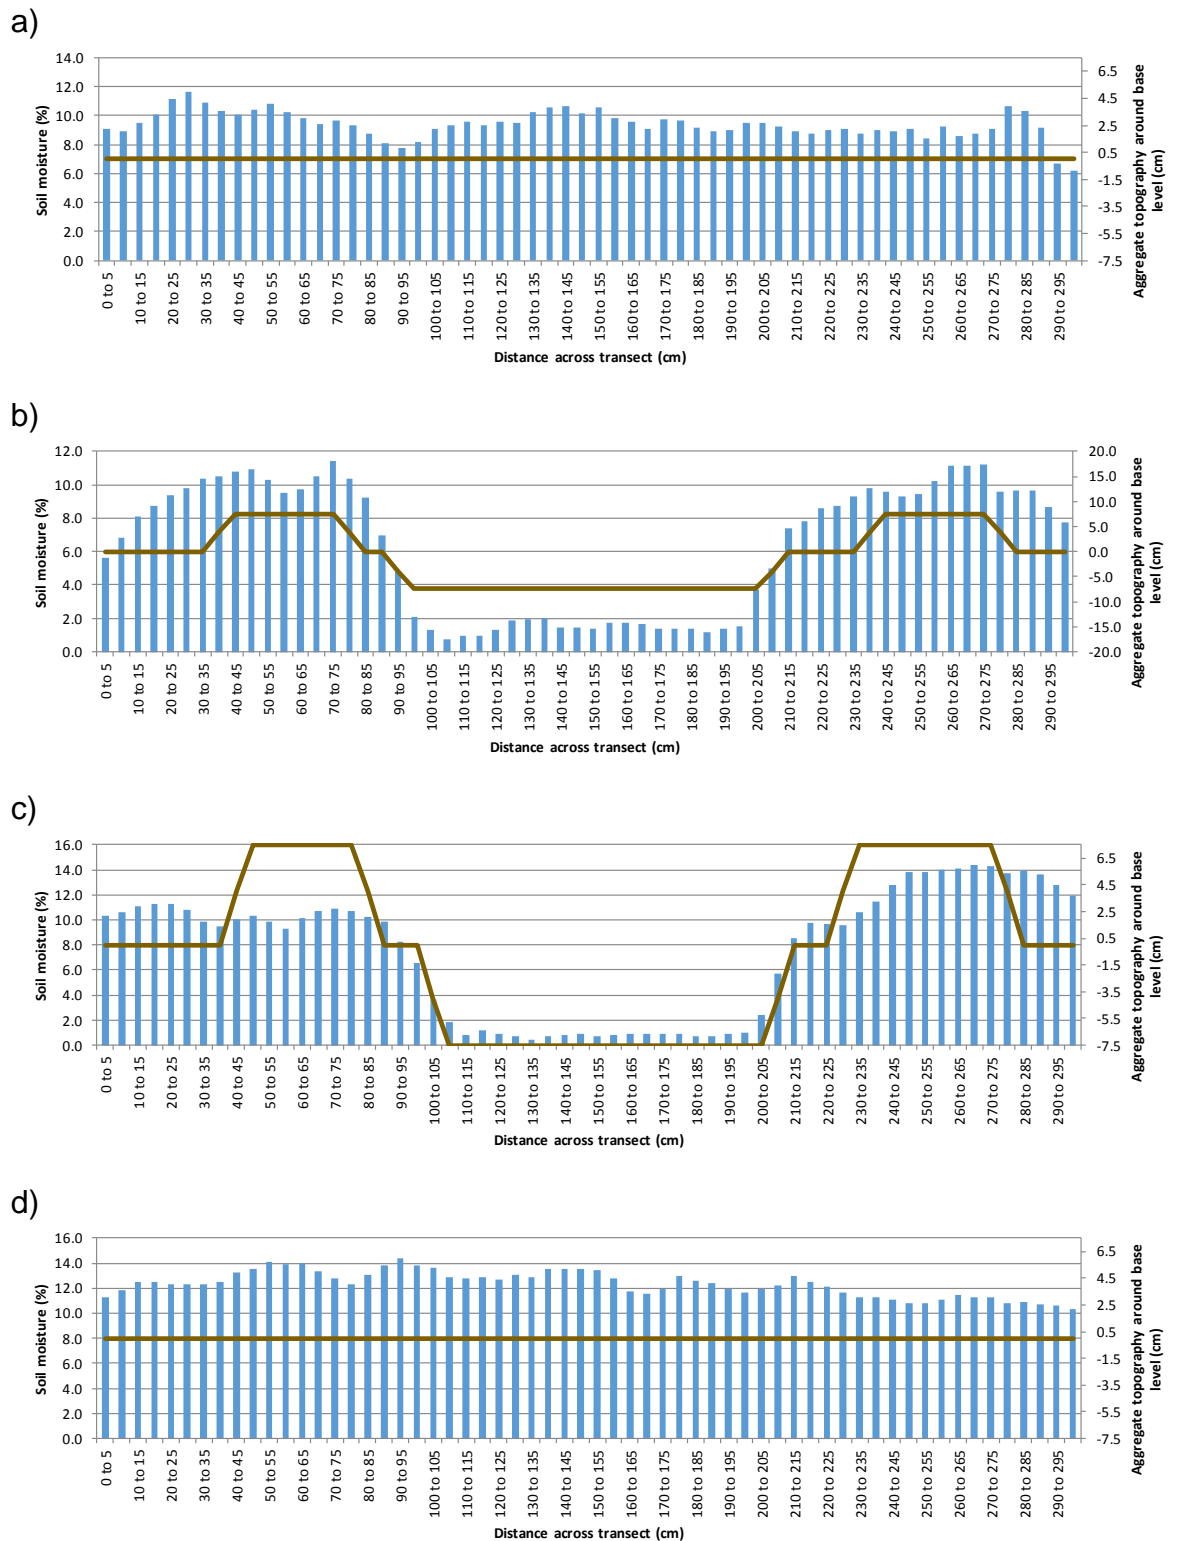 a)
14.0
12.0
10.0
8.0
6.0
4.0
2.0
0.0
Soil moisture (%)
6.5
4.5
2.5
0.5
-1.5
-3.5
-5.5
-7.5
Aggregate topography around base
level (cm)
0 to 5
10 to 15
20 to 25
30 to 35
40 to 45
50 to 55
60 to 65
70 to 75
80 to 85
90 to 95
100 to 105
110 to 115
120 to 125
130 to 135
140 to 145
150 to 155
160 to 165
170 to 175
180 to 185
190 to 195
200 to 205
210 to 215
220 to 225
230 to 235
240 to 245
250 to 255
260 to 265
270 to 275
280 to 285
290 to 295
Distance across transect (cm)
b)
12.0
10.0
8.0
6.0
4.0
2.0
0.0
Soil moisture (%)
20.0
15.0
10.0
5.0
0.0
-5.0
-10.0
-15.0
-20.0
Aggregate topography around base
level (cm)
0 to 5
10 to 15
20 to 25
30 to 35
40 to 45
50 to 55
60 to 65
70 to 75
80 to 85
90 to 95
100 to 105
110 to 115
120 to 125
130 to 135
140 to 145
150 to 155
160 to 165
170 to 175
180 to 185
190 to 195
200 to 205
210 to 215
220 to 225
230 to 235
240 to 245
250 to 255
260 to 265
270 to 275
280 to 285
290 to 295
Distance across transect (cm)
c)
16.0
14.0
12.0
10.0
8.0
6.0
4.0
2.0
0.0
Soil moisture (%)
6.5
4.5
2.5
0.5
-1.5
-3.5
-5.5
-7.5
Aggregate topography around base
level (cm)
0 to 5
10 to 15
20 to 25
30 to 35
40 to 45
50 to 55
60 to 65
70 to 75
80 to 85
90 to 95
100 to 105
110 to 115
120 to 125
130 to 135
140 to 145
150 to 155
160 to 165
170 to 175
180 to 185
190 to 195
200 to 205
210 to 215
220 to 225
230 to 235
240 to 245
250 to 255
260 to 265
270 to 275
280 to 285
290 to 295
Distance across transect (cm)
d)
16.0
14.0
12.0
10.0
8.0
6.0
4.0
2.0
0.0
Soil moisture (%)
6.5
4.5
2.5
0.5
-1.5
-3.5
-5.5
-7.5
Aggregate topography around base
level (cm)
0 to 5
10 to 15
20 to 25
30 to 35
40 to 45
50 to 55
60 to 65
70 to 75
80 to 85
90 to 95
100 to 105
110 to 115
120 to 125
130 to 135
140 to 145
150 to 155
160 to 165
170 to 175
180 to 185
190 to 195
200 to 205
210 to 215
220 to 225
230 to 235
240 to 245
250 to 255
260 to 265
270 to 275
280 to 285
290 to 295
Distance across transect (cm)